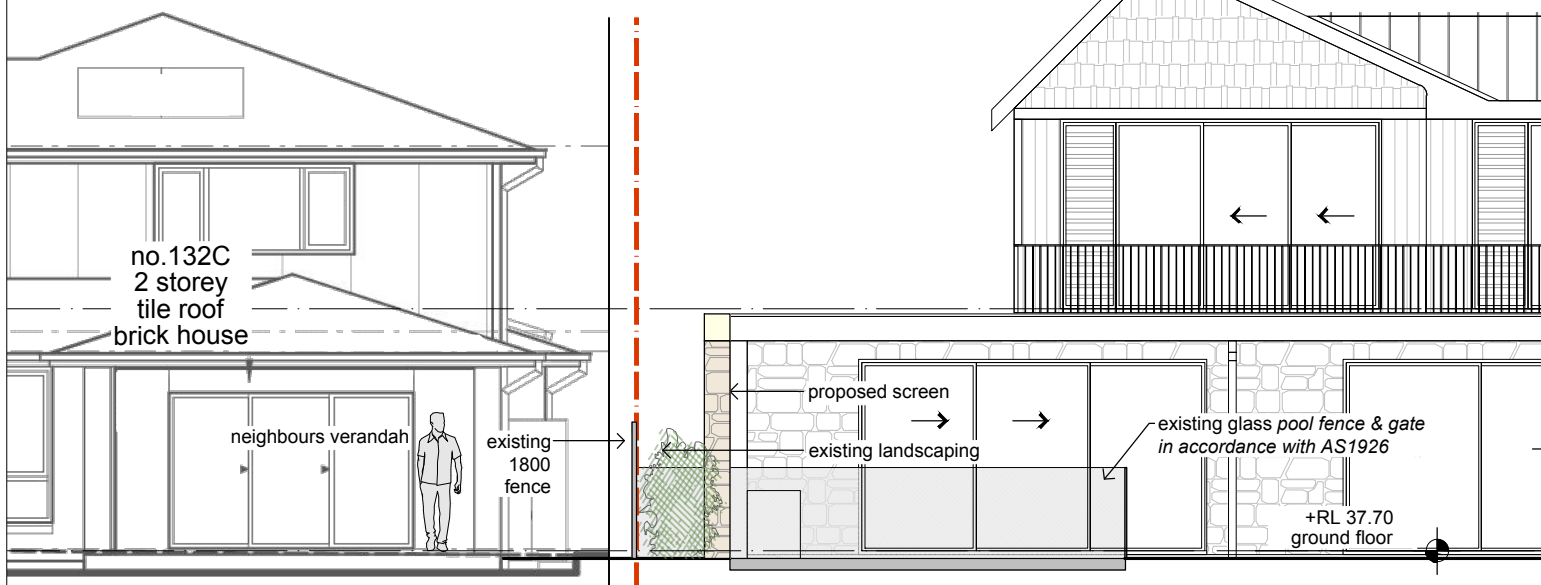 no.132C
2 storey
tile roof
brick house
neighbours verandah
existing
1800
fence
proposed screen
existing landscaping
existing glass pool fence & gate
in accordance with AS1926
+RL 37.70
ground floor